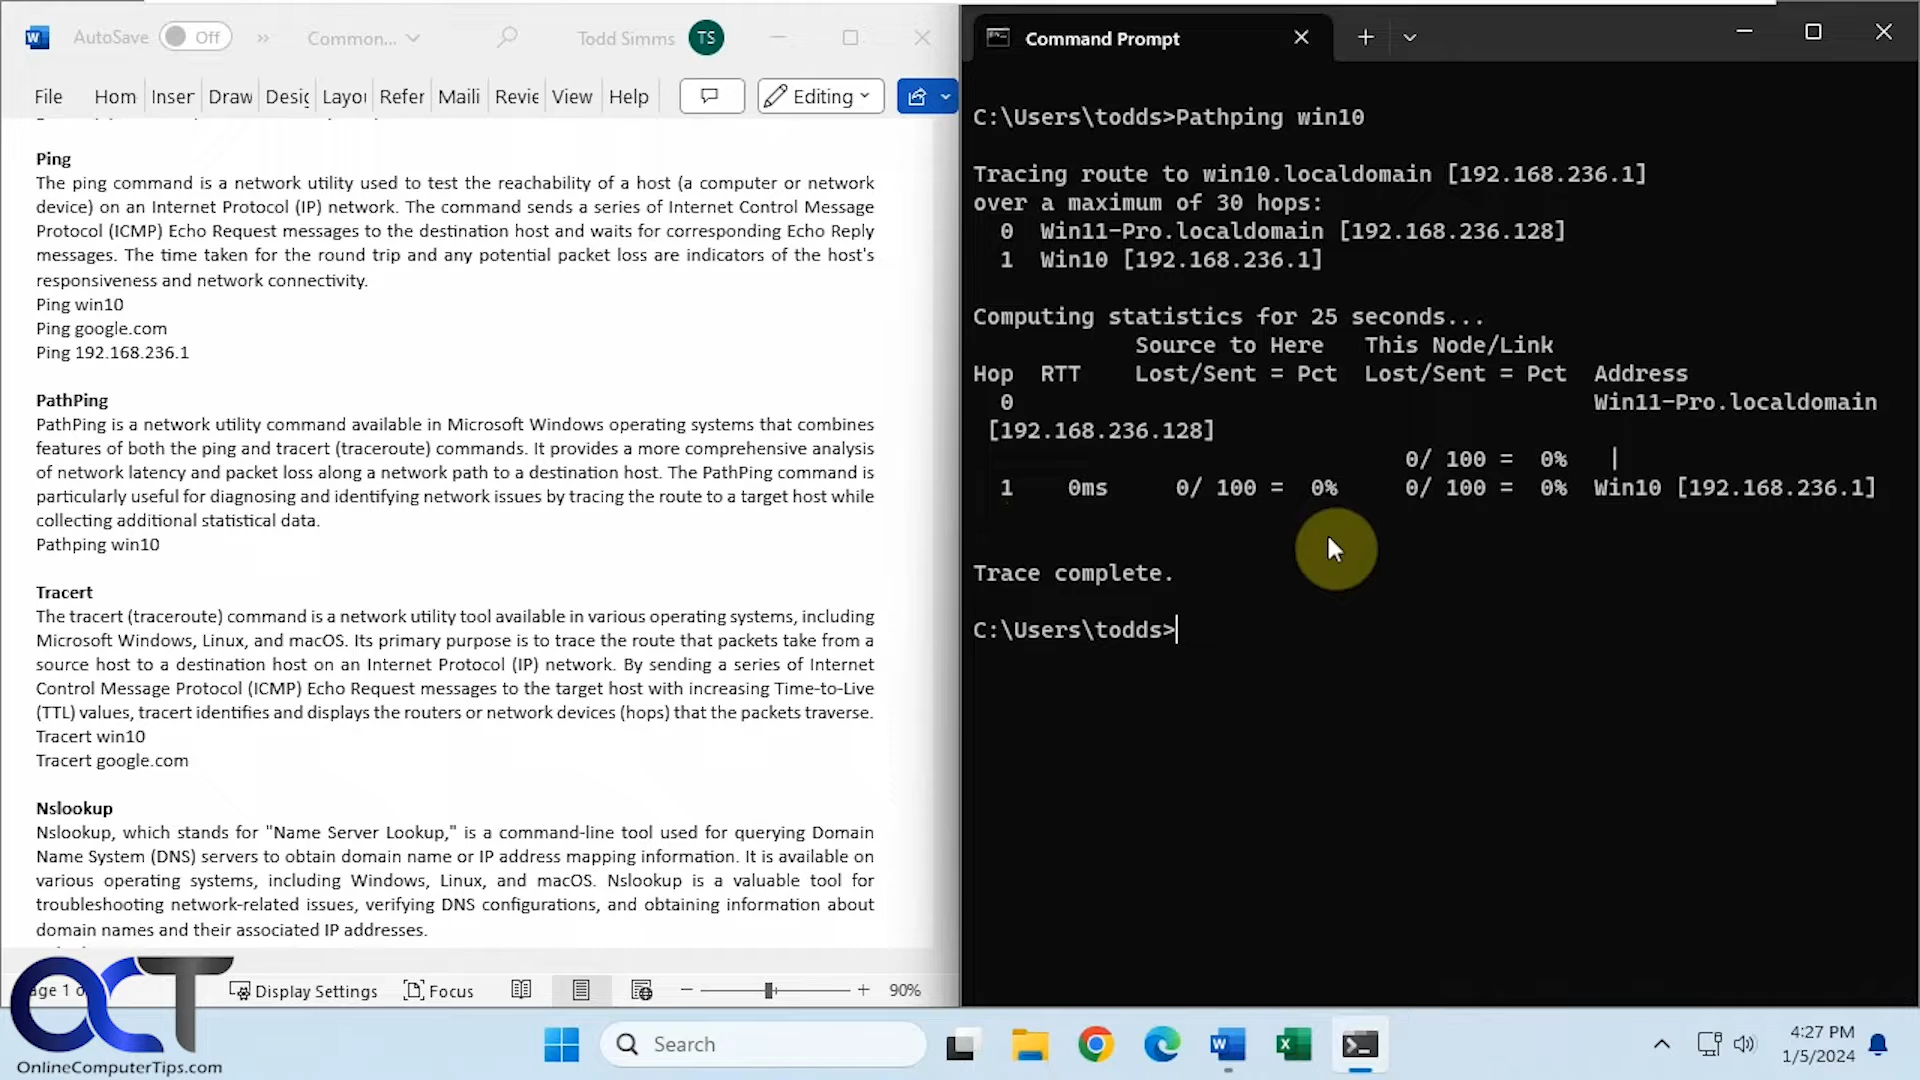 AutoSave Off » Common... Todd Simms TS
File Hom Inser Draw Desig Layou Refer Maili Revie View Help Editing
Ping
The ping command is a network utility used to test the reachability of a host (a computer or network
device) on an Internet Protocol (IP) network. The command sends a series of Internet Control Message
Protocol (ICMP) Echo Request messages to the destination host and waits for corresponding Echo Reply
messages. The time taken for the round trip and any potential packet loss are indicators of the host's
responsiveness and network connectivity.
Ping win10
Ping google.com
Ping 192.168.236.1
PathPing
PathPing is a network utility command available in Microsoft Windows operating systems that combines
features of both the ping and tracert (traceroute) commands. It provides a more comprehensive analysis
of network latency and packet loss along a network path to a destination host. The PathPing command is
particularly useful for diagnosing and identifying network issues by tracing the route to a target host while
collecting additional statistical data.
Pathping win10
Tracert
The tracert (traceroute) command is a network utility tool available in various operating systems, including
Microsoft Windows, Linux, and macOS. Its primary purpose is to trace the route that packets take from a
source host to a destination host on an Internet Protocol (IP) network. By sending a series of Internet
Control Message Protocol (ICMP) Echo Request messages to the target host with increasing Time-to-Live
(TTL) values, tracert identifies and displays the routers or network devices (hops) that the packets traverse.
Tracert win10
Tracert google.com
Nslookup
Nslookup, which stands for "Name Server Lookup," is a command-line tool used for querying Domain
Name System (DNS) servers to obtain domain name or IP address mapping information. It is available on
various operating systems, including Windows, Linux, and macOS. Nslookup is a valuable tool for
troubleshooting network-related issues, verifying DNS configurations, and obtaining information about
domain names and their associated IP addresses.
age 1 o Display Settings Focus 90%
OCT
OnlineComputerTips.com
Command Prompt
C:\Users\todds>Pathping win10
Tracing route to win10.localdomain [192.168.236.1]
over a maximum of 30 hops:
0 Win11-Pro.localdomain [192.168.236.128]
1 Win10 [192.168.236.1]
Computing statistics for 25 seconds...
Source to Here This Node/Link
Hop RTT Lost/Sent = Pct Lost/Sent = Pct Address
0 Win11-Pro.localdomain
[192.168.236.128]
0/ 100 = 0% |
1 0ms 0/ 100 = 0% 0/ 100 = 0% Win10 [192.168.236.1]
Trace complete.
C:\Users\todds>
Search
4:27 PM
1/5/2024